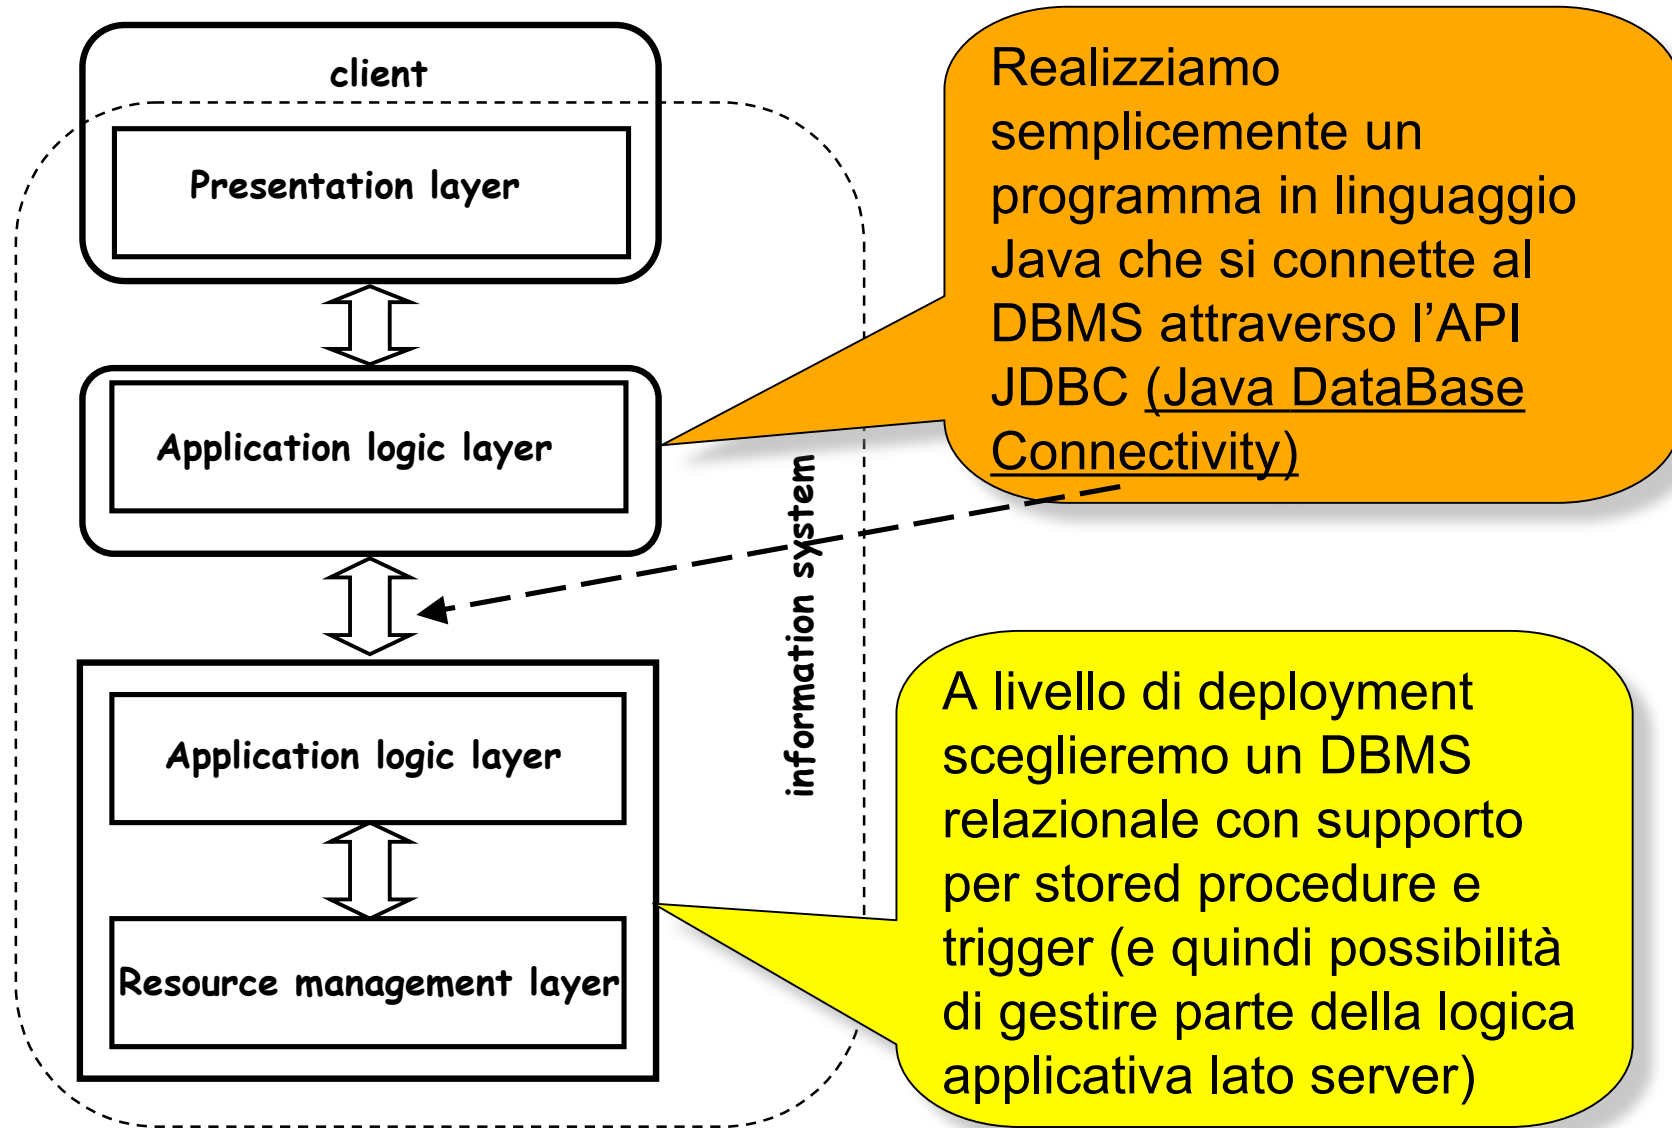 client
Presentation layer
Application logic layer
Application logic layer
Resource management layer
information system
Realizziamo
semplicemente un
programma in linguaggio
Java che si connette al
DBMS attraverso l’API
JDBC (Java DataBase
Connectivity)
A livello di deployment
sceglieremo un DBMS
relazionale con supporto
per stored procedure e
trigger (e quindi possibilità
di gestire parte della logica
applicativa lato server)